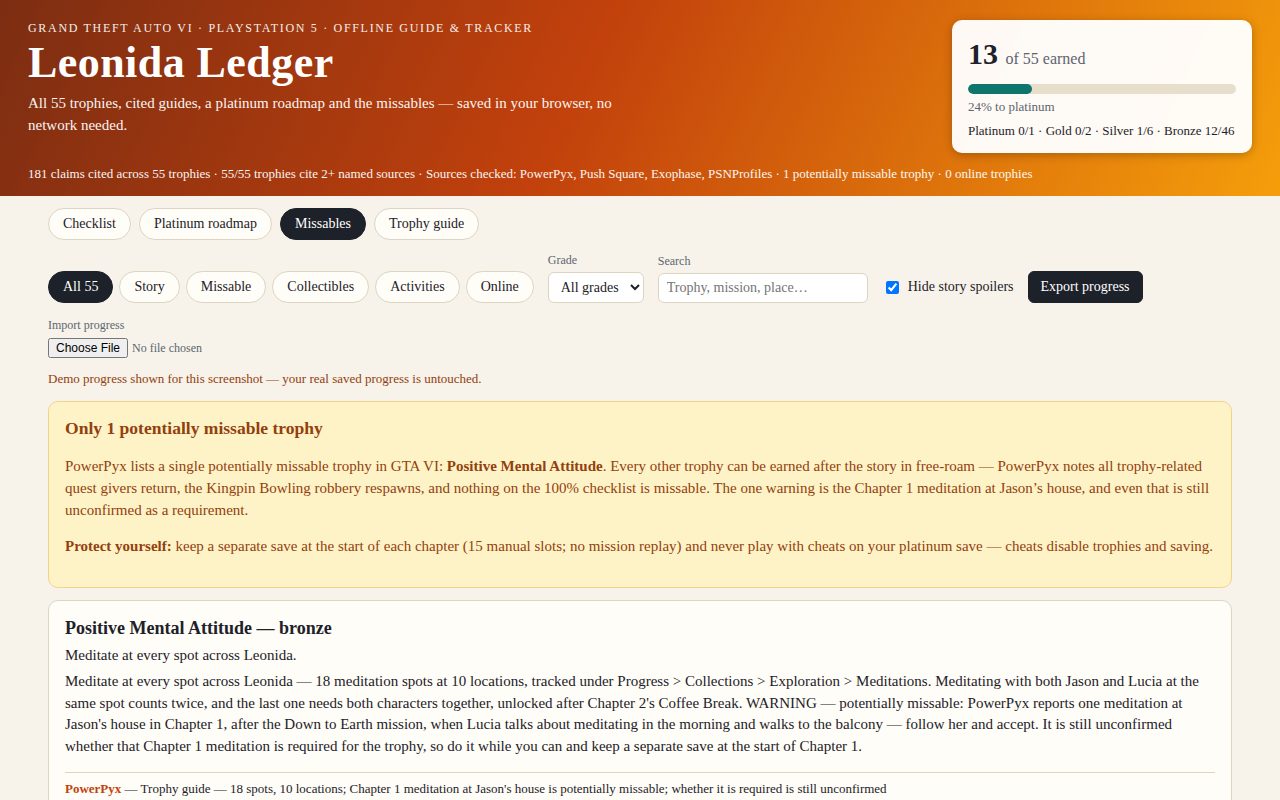 GRAND THEFT AUTO VI · PLAYSTATION 5 · OFFLINE GUIDE & TRACKER
Leonida Ledger
All 55 trophies, cited guides, a platinum roadmap and the missables — saved in your browser, no
network needed.
13 of 55 earned
24% to platinum
Platinum 0/1 · Gold 0/2 · Silver 1/6 · Bronze 12/46
181 claims cited across 55 trophies · 55/55 trophies cite 2+ named sources · Sources checked: PowerPyx, Push Square, Exophase, PSNProfiles · 1 potentially missable trophy · 0 online trophies
Checklist
Platinum roadmap
Missables
Trophy guide
All 55
Story
Missable
Collectibles
Activities
Online
Grade
All grades
Search
Trophy, mission, place…
Hide story spoilers
Export progress
Import progress
Choose File No file chosen
Demo progress shown for this screenshot — your real saved progress is untouched.
Only 1 potentially missable trophy
PowerPyx lists a single potentially missable trophy in GTA VI: Positive Mental Attitude. Every other trophy can be earned after the story in free-roam — PowerPyx notes all trophy-related
quest givers return, the Kingpin Bowling robbery respawns, and nothing on the 100% checklist is missable. The one warning is the Chapter 1 meditation at Jason’s house, and even that is still
unconfirmed as a requirement.
Protect yourself: keep a separate save at the start of each chapter (15 manual slots; no mission replay) and never play with cheats on your platinum save — cheats disable trophies and saving.
Positive Mental Attitude — bronze
Meditate at every spot across Leonida.
Meditate at every spot across Leonida — 18 meditation spots at 10 locations, tracked under Progress > Collections > Exploration > Meditations. Meditating with both Jason and Lucia at the
same spot counts twice, and the last one needs both characters together, unlocked after Chapter 2's Coffee Break. WARNING — potentially missable: PowerPyx reports one meditation at
Jason's house in Chapter 1, after the Down to Earth mission, when Lucia talks about meditating in the morning and walks to the balcony — follow her and accept. It is still unconfirmed
whether that Chapter 1 meditation is required for the trophy, so do it while you can and keep a separate save at the start of Chapter 1.
PowerPyx — Trophy guide — 18 spots, 10 locations; Chapter 1 meditation at Jason's house is potentially missable; whether it is required is still unconfirmed